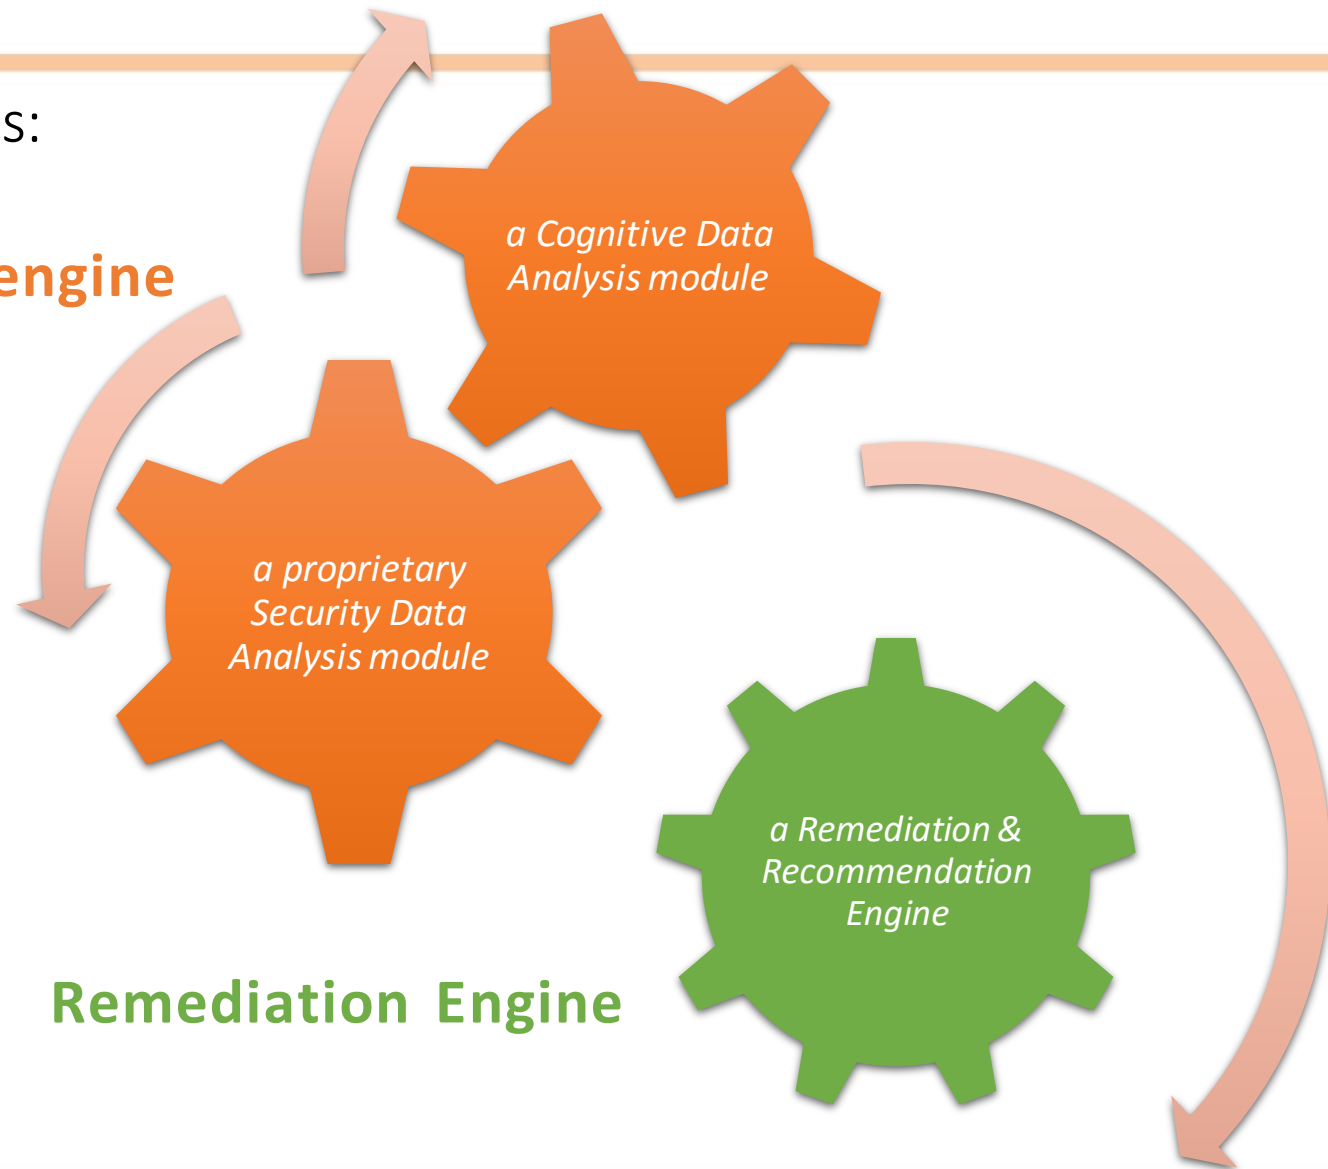 s:
a Cognitive Data
Analysis module
engine
a proprietary
Security Data
Analysis module
a Remediation &
Recommendation
Engine
Remediation Engine